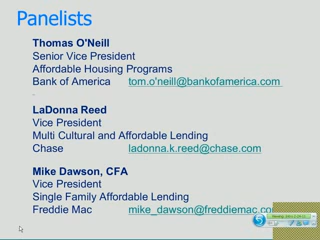 Panelists
Thomas O'Neill
Senior Vice President
Affordable Housing Programs
Bank of America tom.o'neill@bankofamerica.com
LaDonna Reed
Vice President
Multi Cultural and Affordable Lending
Chase ladonna.k.reed@chase.com
Mike Dawson, CFA
Vice President
Single Family Affordable Lending
Freddie Mac mike_dawson@freddiemac.co